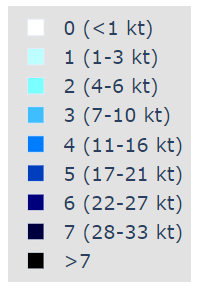 0 (<1 kt)
1 (1-3 kt)
2 (4-6 kt)
3 (7-10 kt)
4 (11-16 kt)
5 (17-21 kt)
6 (22-27 kt)
7 (28-33 kt)
>7